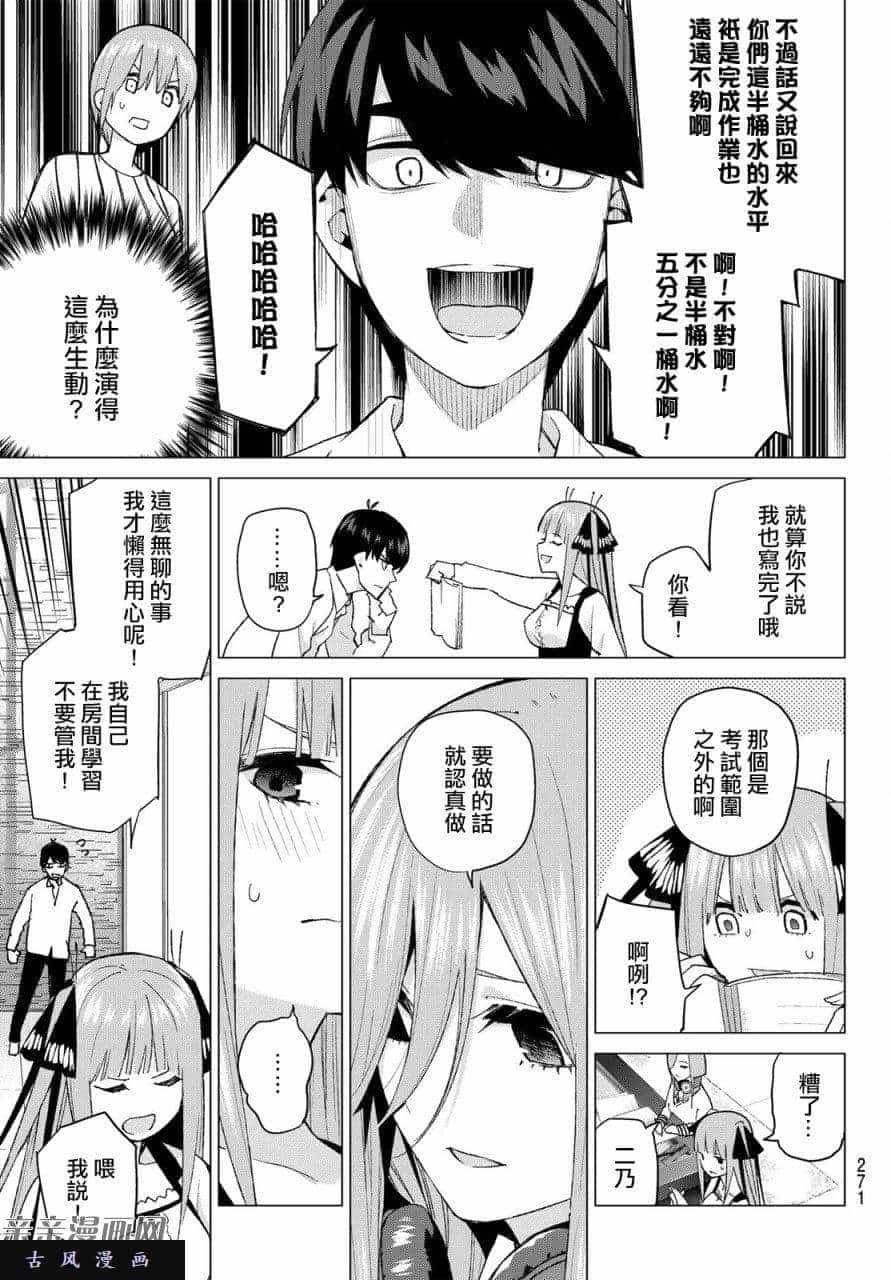 不過話又說回來
你們這半桶水的水平
衹是完成作業也
遠遠不夠啊
啊!不對啊!
不是半桶水
五分之一桶水啊!
哈哈哈哈哈!
為什麼演得
這麼生動?
就算你不說
我也寫完了哦
你看!
……嗯?
那個是
考試範圍
之外的啊
啊咧!?
糟了…
二乃
要做的話
就認真做
……
這麼無聊的事
我才懶得用心呢!
我自己
在房間學習
不要管我!
喂
我說!
271
亲亲漫画网
古风漫画